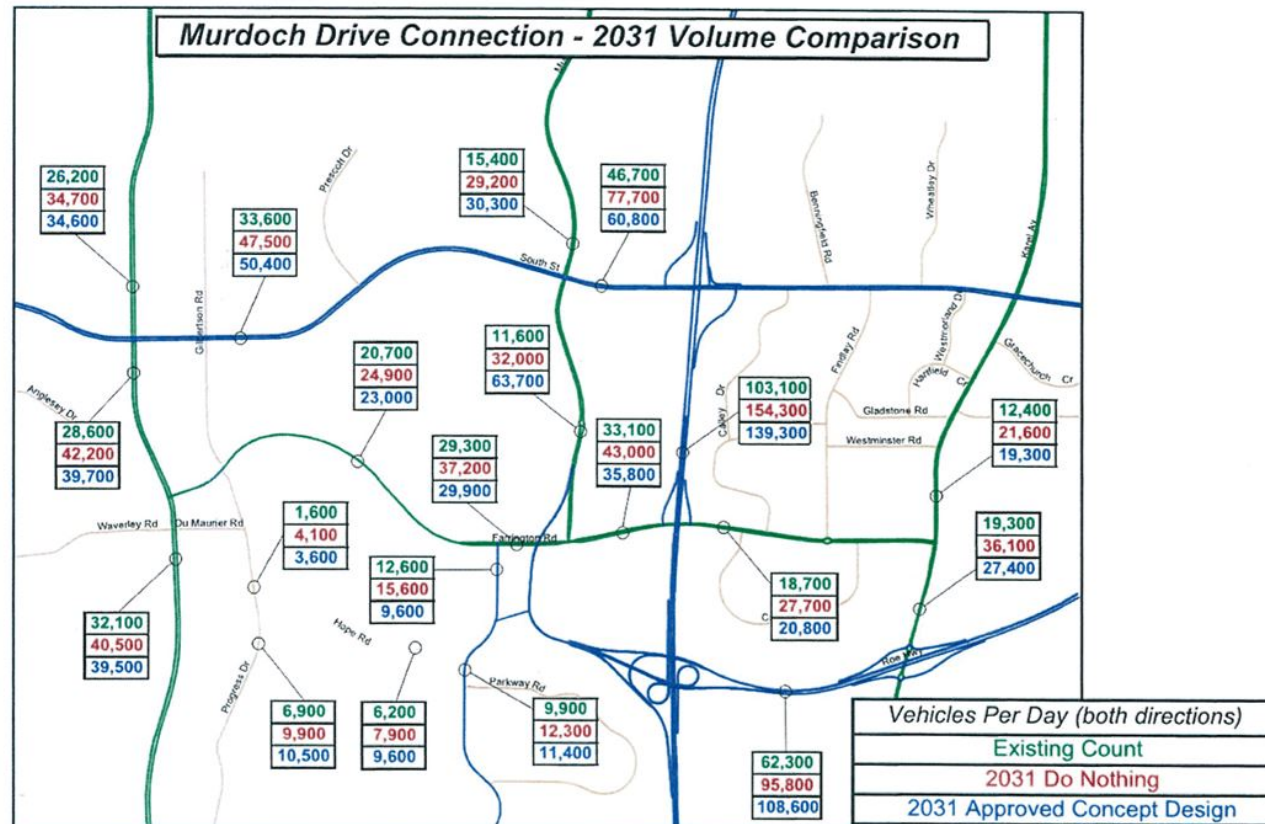 Murdoch Drive Connection - 2031 Volume Comparison
Mu
26,200
34,700
34,600
33,600
47,500
50,400
Prescott Dr
15,400
29,200
30,300
46,700
77,700
60,800
Benningfield Rd
Wheatley Dr
Karel Av
Gilbertson Rd
South St
Anglesey Dr
28,600
42,200
39,700
20,700
24,900
23,000
11,600
32,000
63,700
103,100
154,300
139,300
Calley Dr
Findlay Rd
Westmorland Dr
Hartfield Cr
Gracechurch Cr
Gladstone Rd
Westminster Rd
12,400
21,600
19,300
29,300
37,200
29,900
33,100
43,000
35,800
Waverley Rd
Du Maurier Rd
Farrington Rd
1,600
4,100
3,600
12,600
15,600
9,600
18,700
27,700
20,800
C
19,300
36,100
27,400
32,100
40,500
39,500
Hope Rd
Progress Dr
Parkway Rd
Roe Hwy
6,900
9,900
10,500
6,200
7,900
9,600
9,900
12,300
11,400
62,300
95,800
108,600
Vehicles Per Day (both directions)
Existing Count
2031 Do Nothing
2031 Approved Concept Design